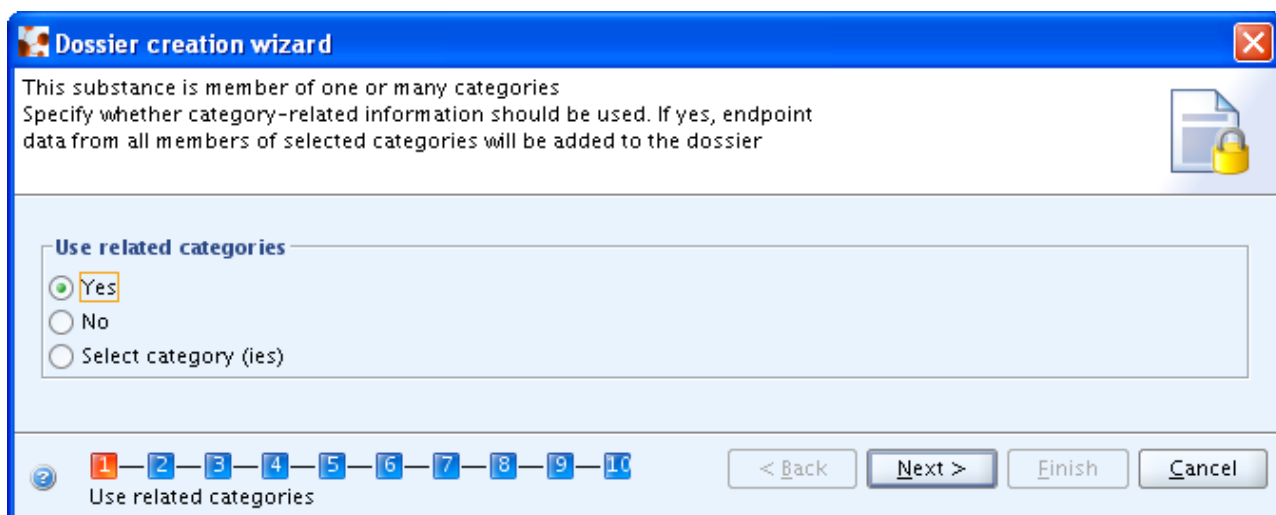 Dossier creation wizard
This substance is member of one or many categories
Specify whether category-related information should be used. If yes, endpoint
data from all members of selected categories will be added to the dossier
Use related categories
Yes
No
Select category (ies)
1 2 3 4 5 6 7 8 9 10
Use related categories
< Back Next > Finish Cancel